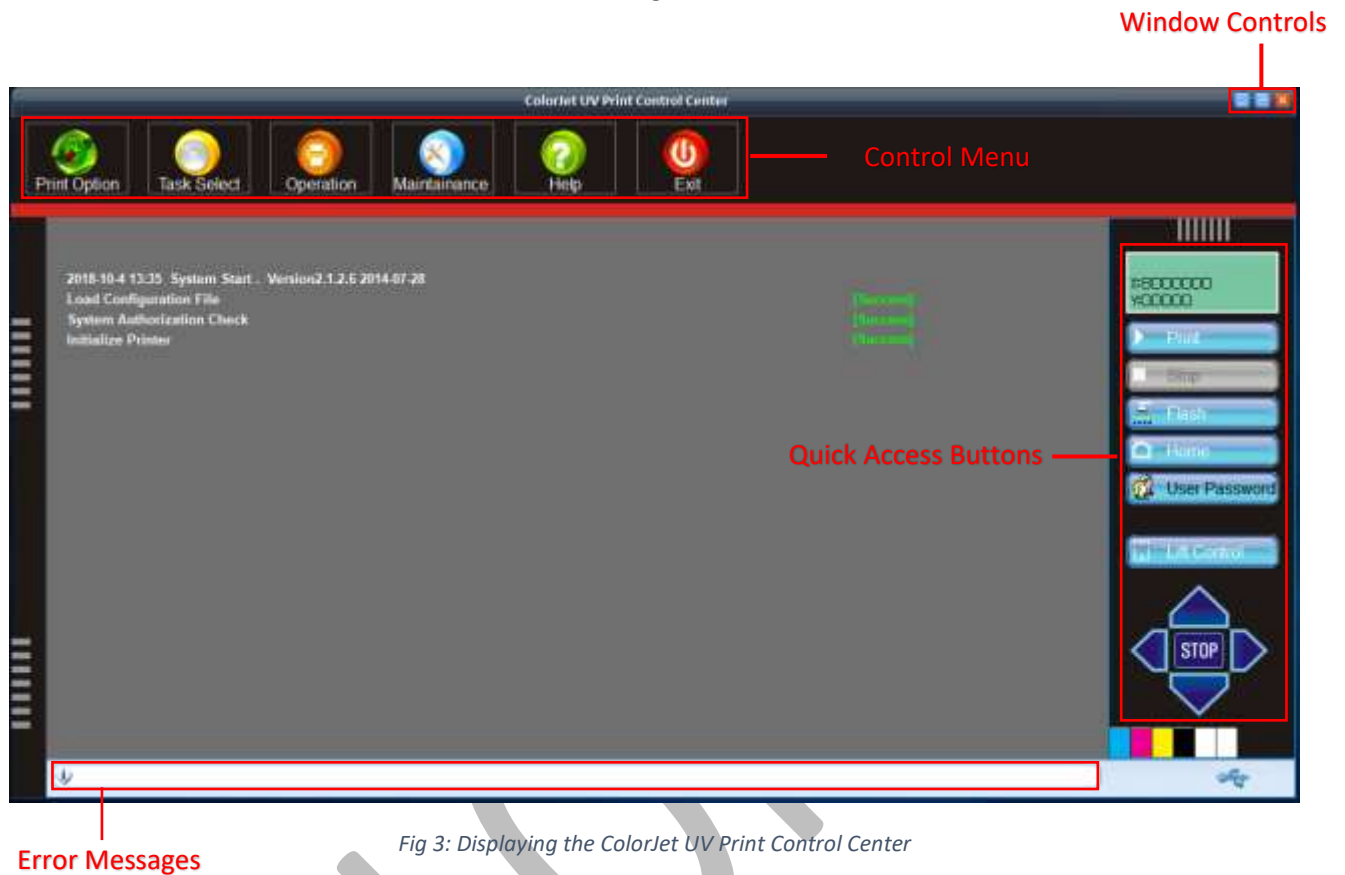 Window Controls
ColorJet UV Print Control Center
Print Option Task Select Operation Maintainance Help Exit
Control Menu
2018-10-4 13:35 System Start . Version2.1.2.6 2014-07-28
Load Configuration File [Success]
System Authorization Check [Success]
Initialize Printer [Success]
Print
Stop
Flash
Quick Access Buttons
Home
User Password
Lift Control
STOP
Fig 3: Displaying the ColorJet UV Print Control Center
Error Messages